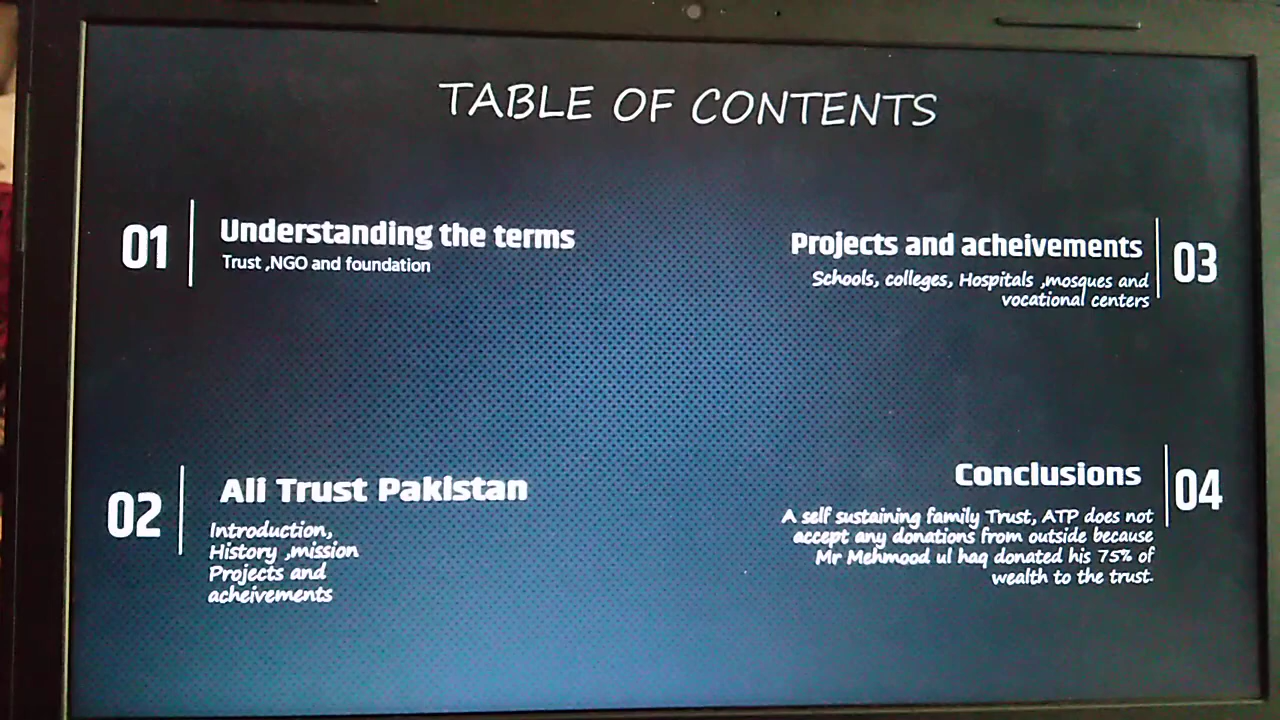 TABLE OF CONTENTS
01
Understanding the terms
Trust ,NGO and foundation
02
Ali Trust Pakistan
Introduction,
History ,mission
Projects and
acheivements
Projects and acheivements
03
Schools, colleges, Hospitals ,mosques and
vocational centers
Conclusions
04
A self sustaining family Trust, ATP does not
accept any donations from outside because
Mr Mehmood ul haq donated his 75% of
wealth to the trust.